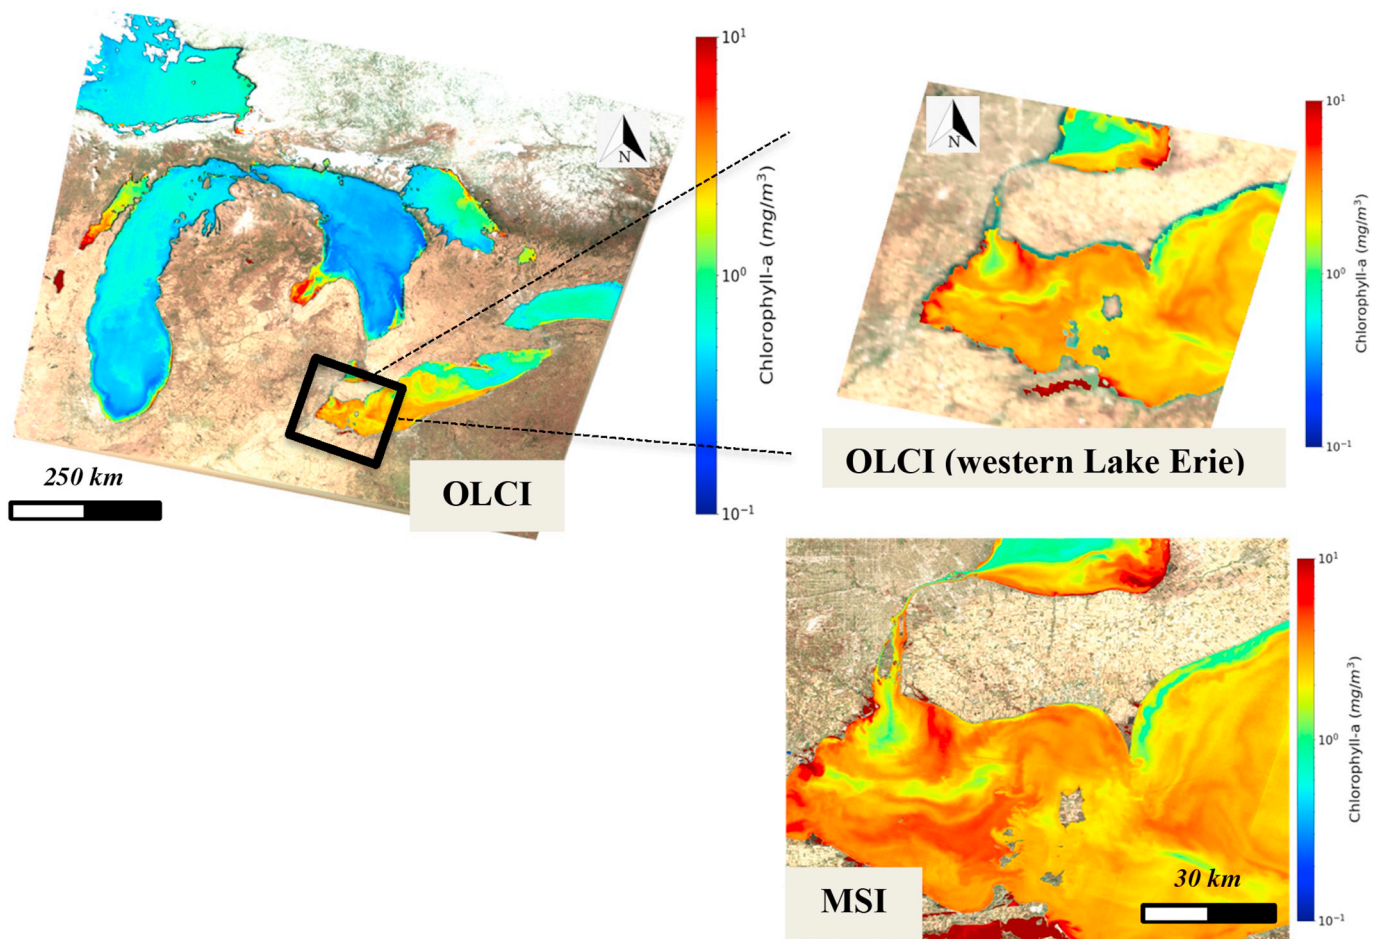 10¹
10⁰
10⁻¹
Chlorophyll-a (mg/m³)
N
250 km
OLCI
N
10¹
10⁰
10⁻¹
Chlorophyll-a (mg/m³)
OLCI (western Lake Erie)
10¹
10⁰
10⁻¹
Chlorophyll-a (mg/m³)
30 km
MSI